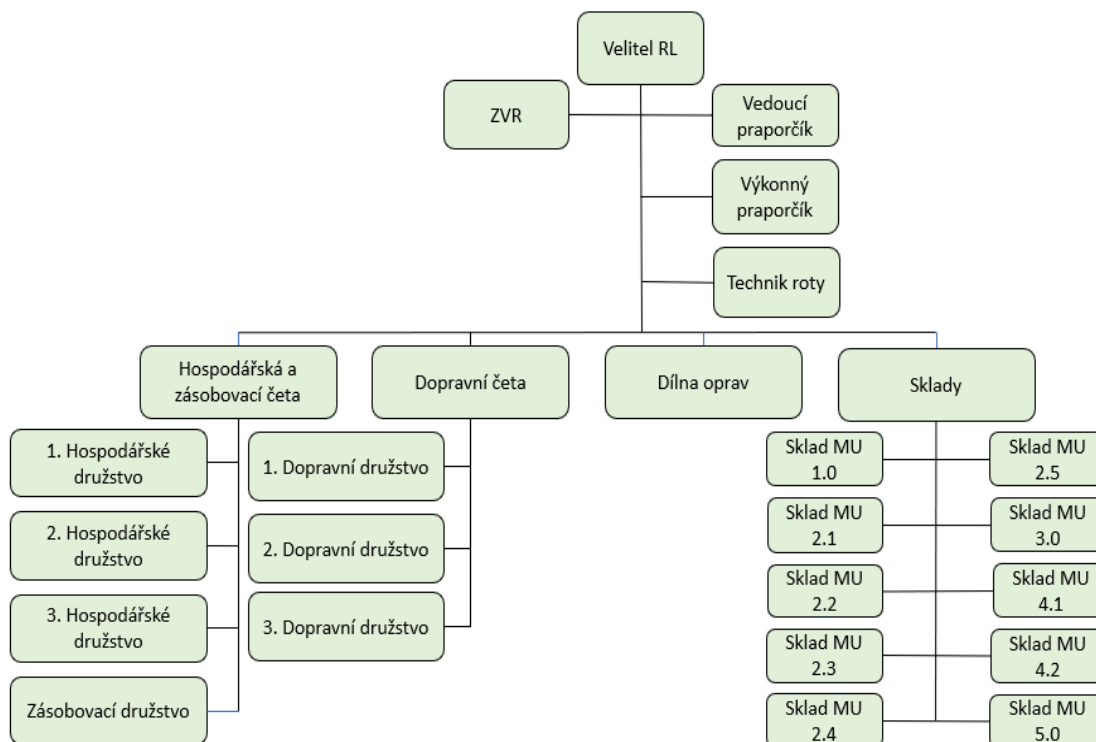 Velitel RL
ZVR
Vedoucí
praporčík
Výkonný
praporčík
Technik roty
Hospodářská a
zásobovací četa
Dopravní četa
Dílna oprav
Sklady
1. Hospodářské
družstvo
2. Hospodářské
družstvo
3. Hospodářské
družstvo
Zásobovací družstvo
1. Dopravní družstvo
2. Dopravní družstvo
3. Dopravní družstvo
Sklad MU
1.0
Sklad MU
2.1
Sklad MU
2.2
Sklad MU
2.3
Sklad MU
2.4
Sklad MU
2.5
Sklad MU
3.0
Sklad MU
4.1
Sklad MU
4.2
Sklad MU
5.0